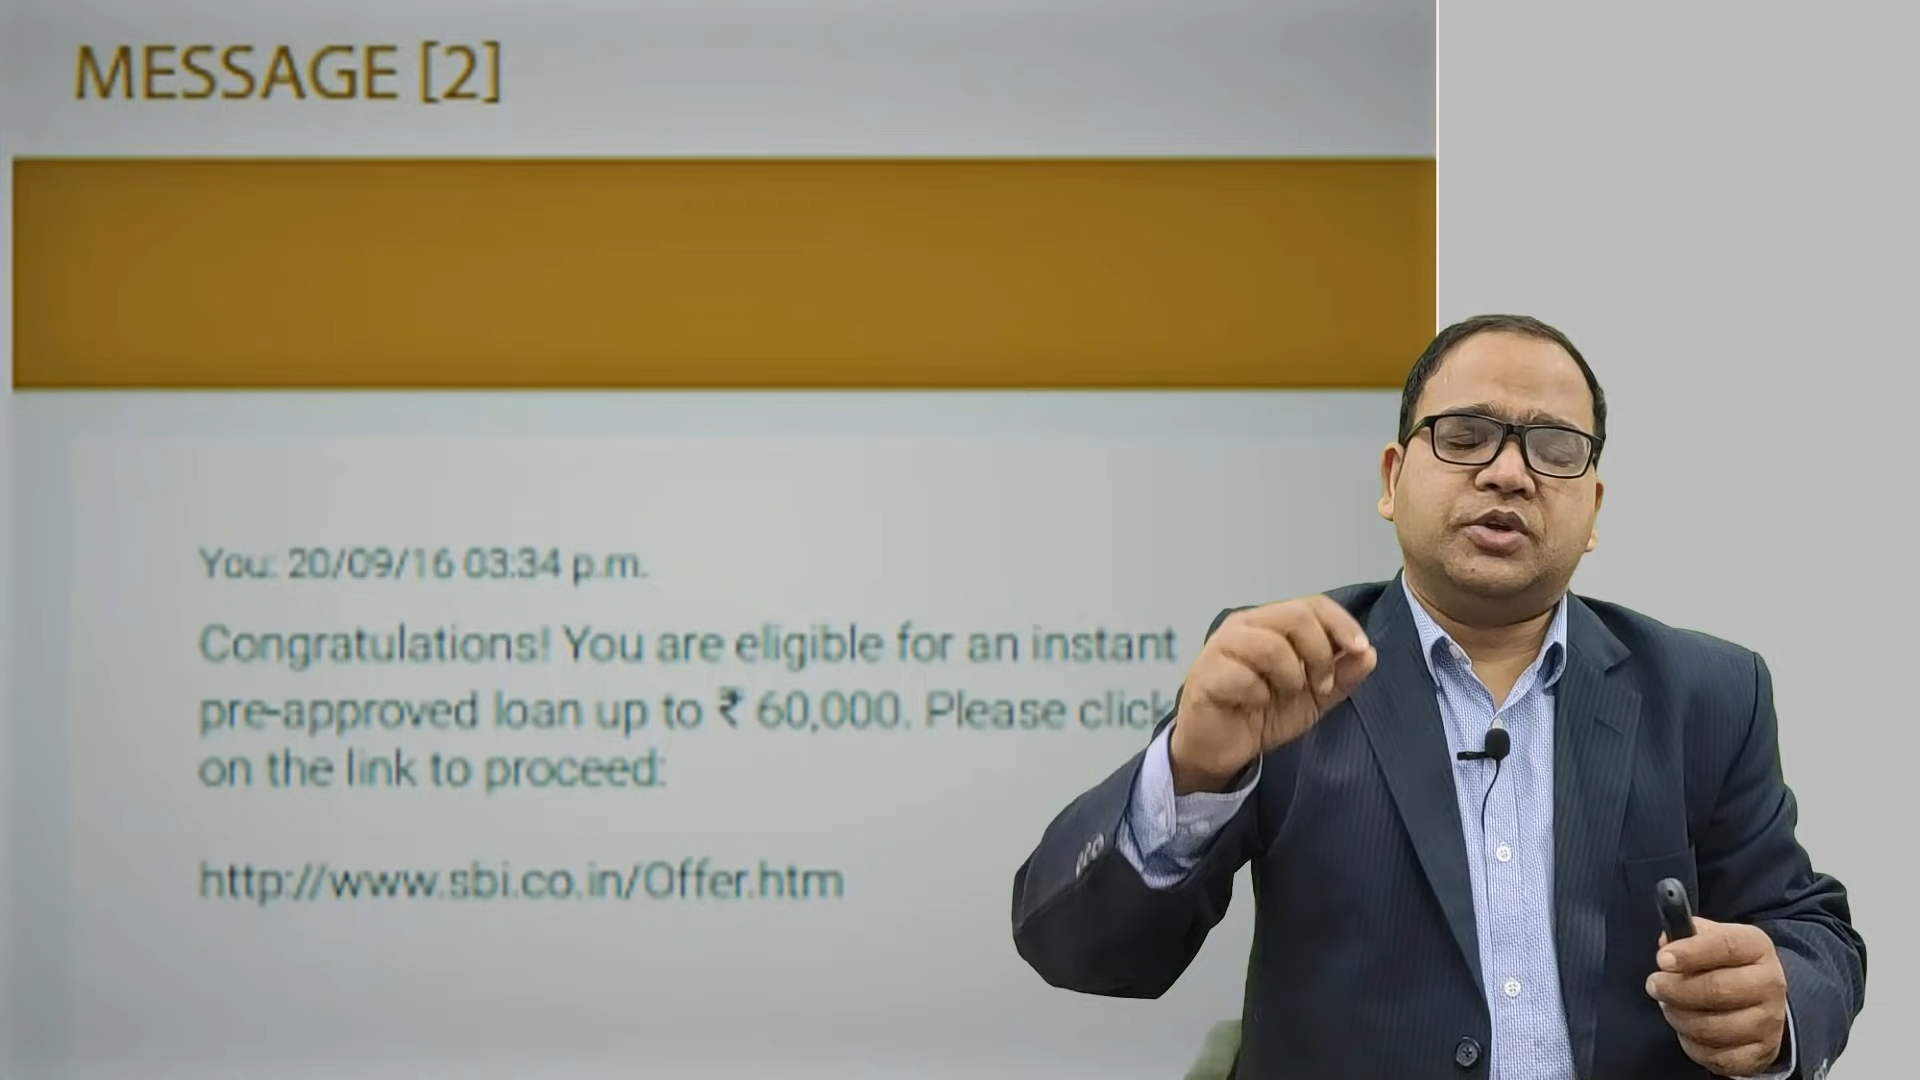 MESSAGE [2]
You: 20/09/16 03:34 p.m.
Congratulations! You are eligible for an instant
pre-approved loan up to ₹ 60,000. Please click
on the link to proceed:
http://www.sbi.co.in/Offer.htm